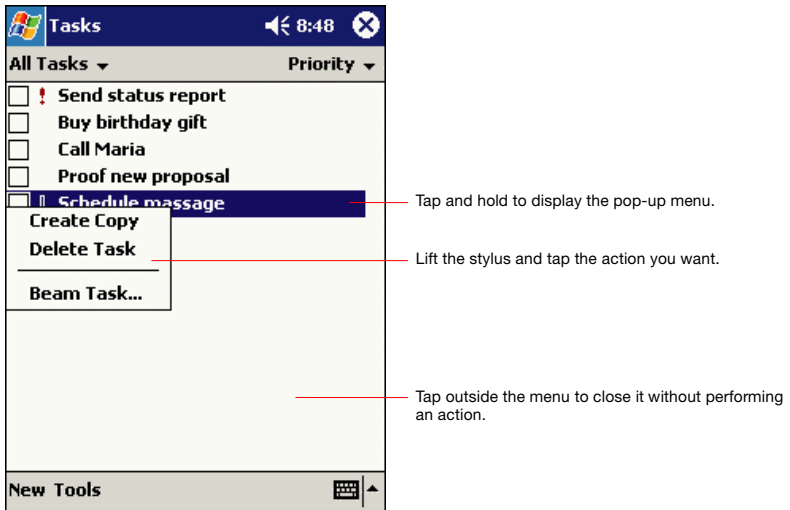 Tasks 8:48
All Tasks Priority
! Send status report
Buy birthday gift
Call Maria
Proof new proposal
Schedule massage
Create Copy
Delete Task
Beam Task...
New Tools
Tap and hold to display the pop-up menu.
Lift the stylus and tap the action you want.
Tap outside the menu to close it without performing
an action.